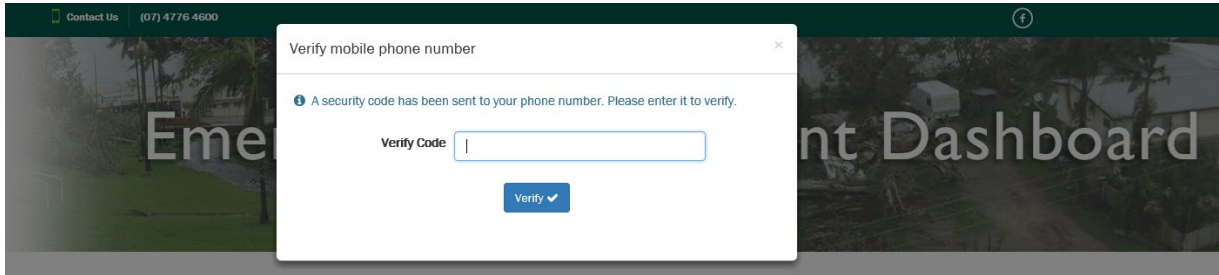 Contact Us
(07) 4776 4600
Verify mobile phone number
×
A security code has been sent to your phone number. Please enter it to verify.
Verify Code
Verify
Eme
nt Dashboard